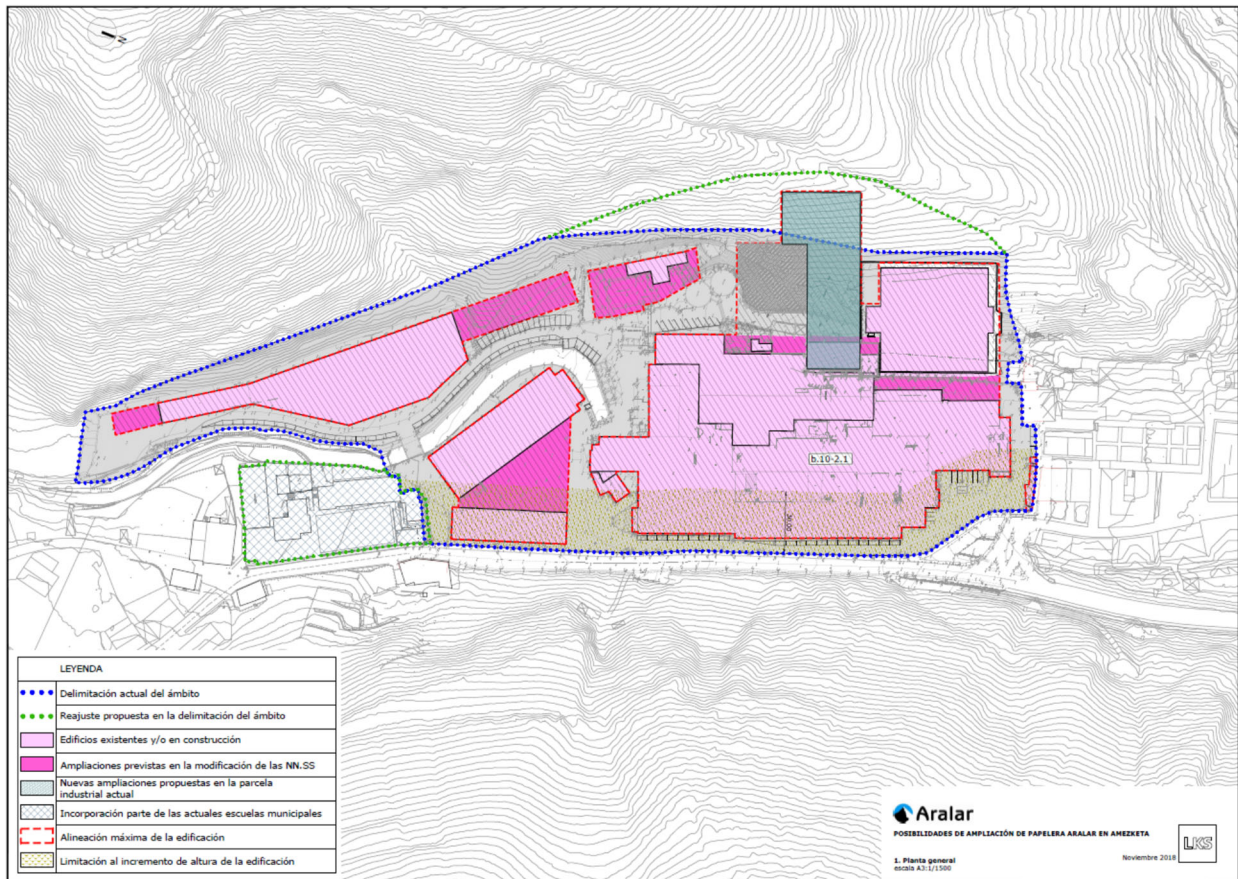 N
b.10-2.1
20.00
LEYENDA
Delimitación actual del ámbito
Reajuste propuesta en la delimitación del ámbito
Edificios existentes y/o en construcción
Ampliaciones previstas en la modificación de las NN.SS
Nuevas ampliaciones propuestas en la parcela
industrial actual
Incorporación parte de las actuales escuelas municipales
Alineación máxima de la edificación
Limitación al incremento de altura de la edificación
Aralar
POSIBILIDADES DE AMPLIACIÓN DE PAPELERA ARALAR EN AMEZKETA
1. Planta general
escala A3:1/1500
Noviembre 2018
LKS